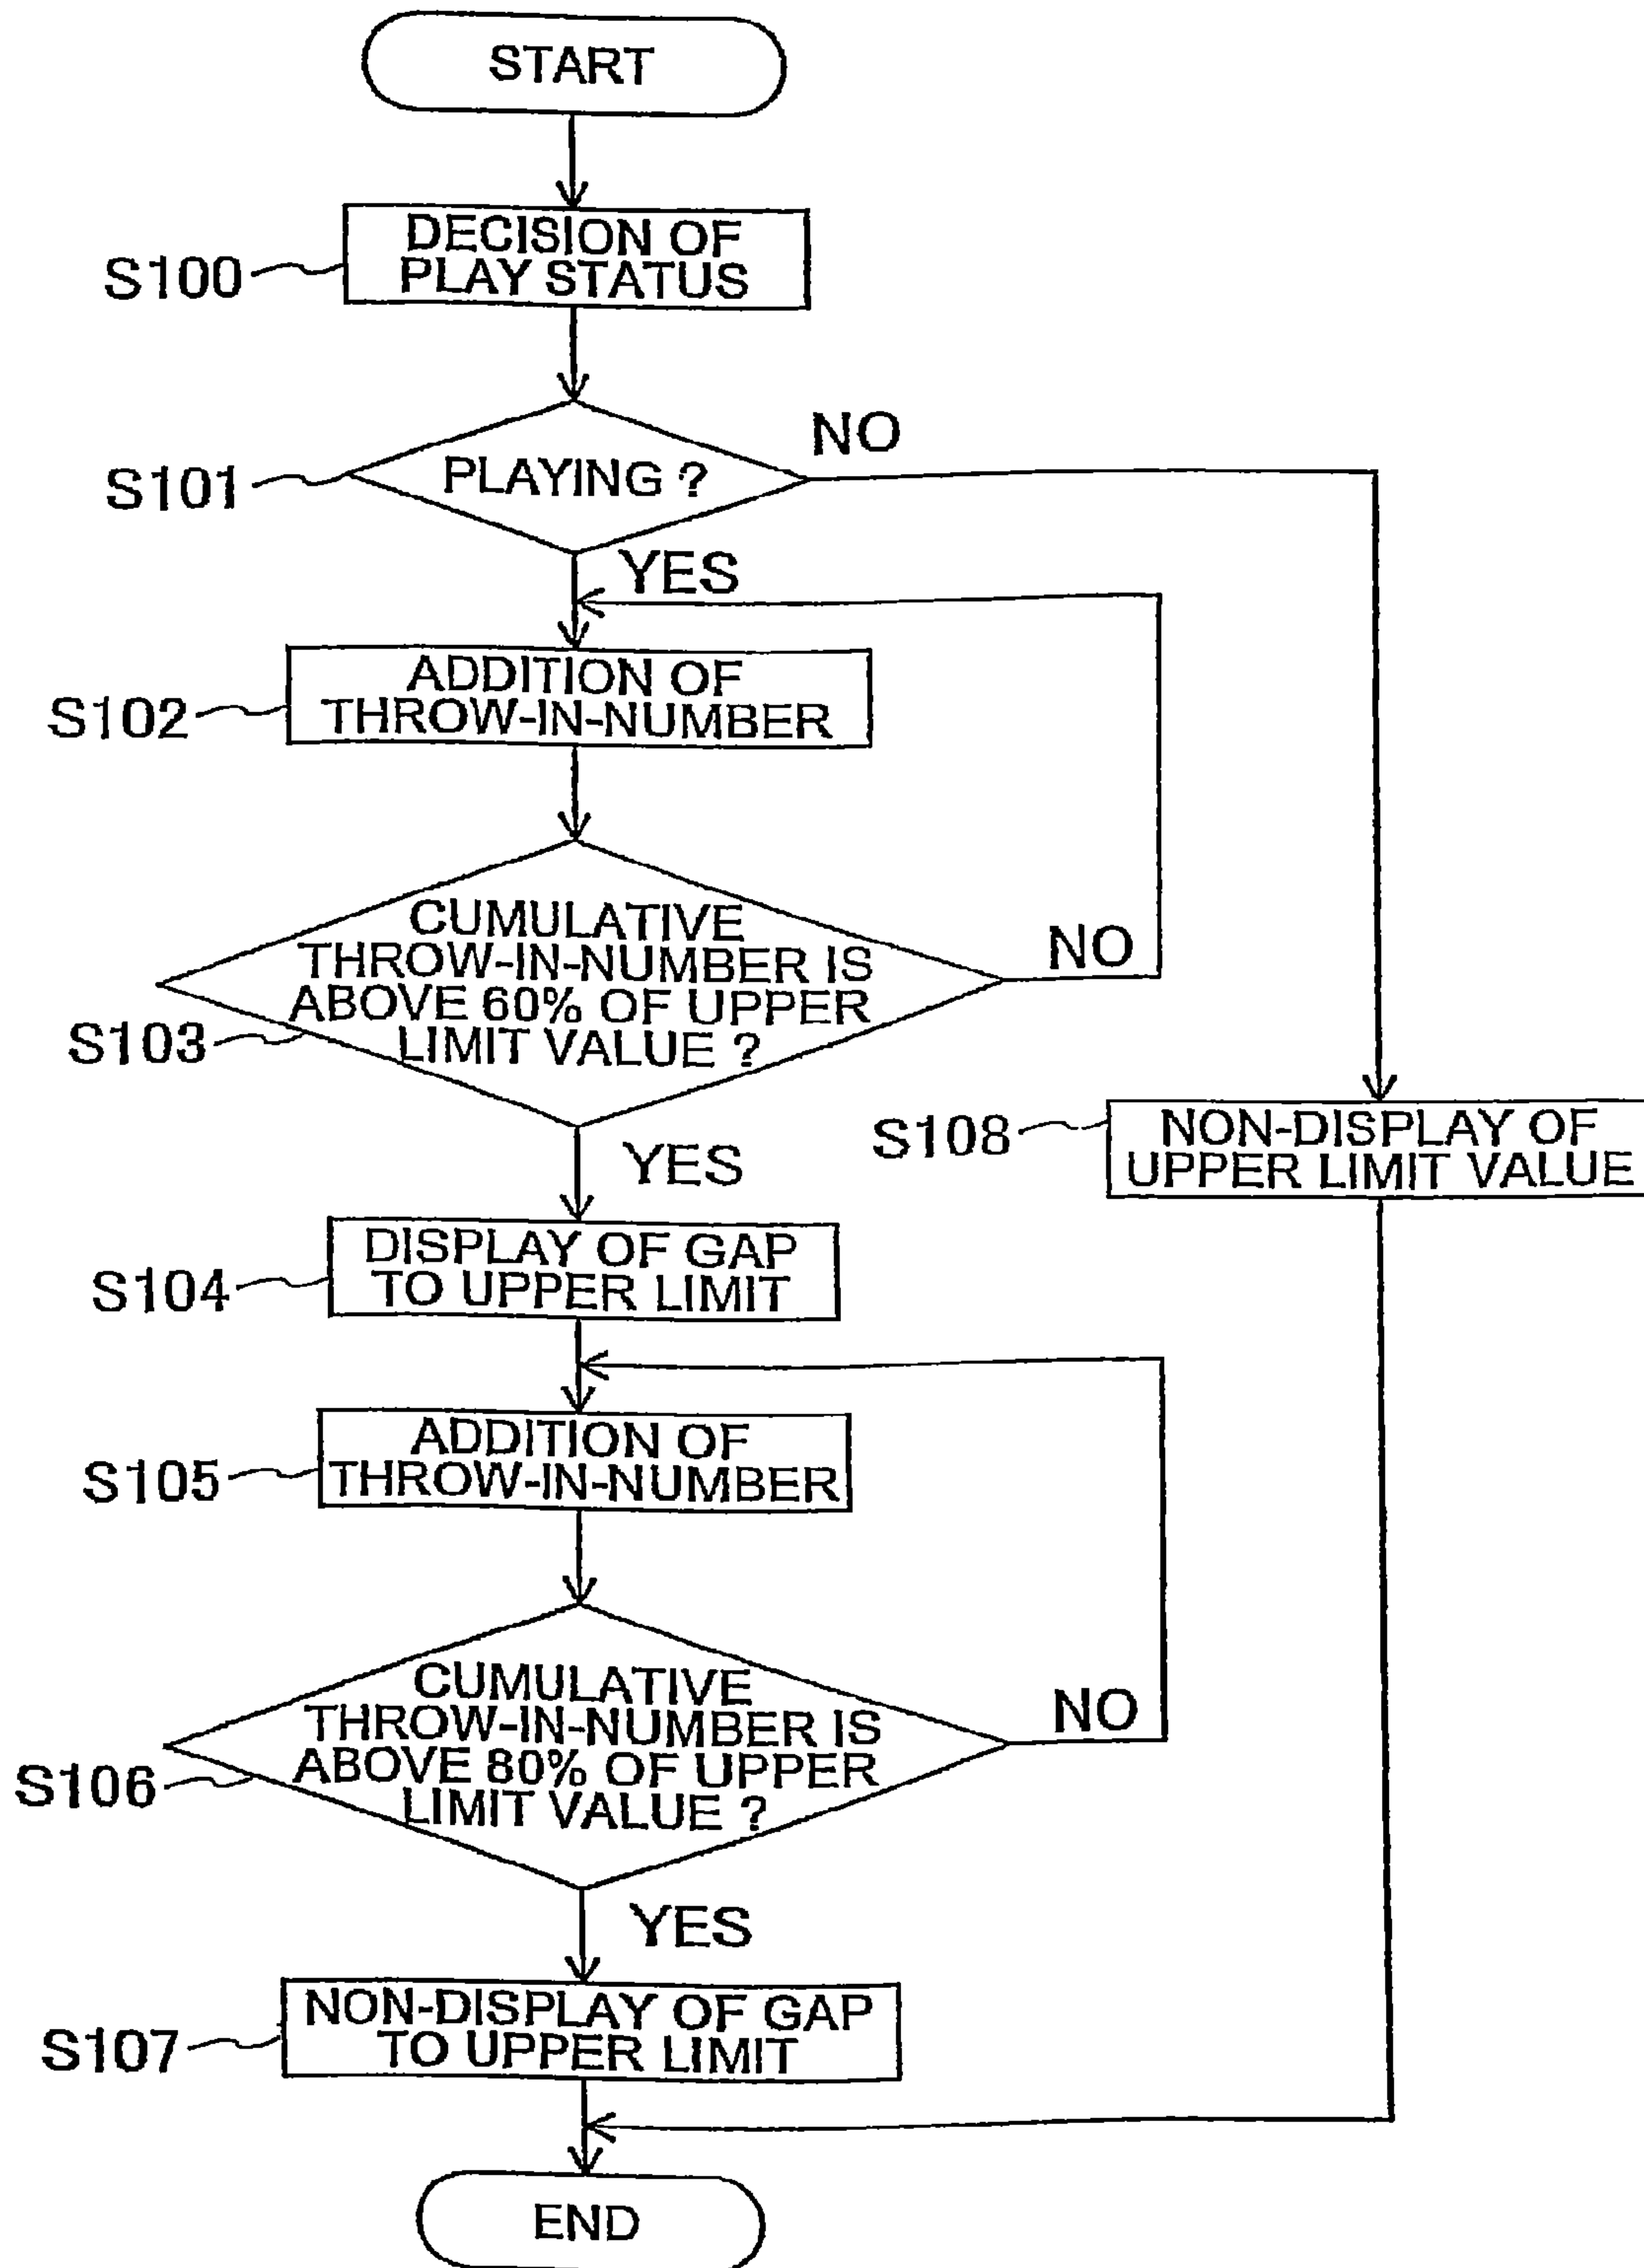 START
DECISION OF
PLAY STATUS
S100
NO
PLAYING ?
S101
YES
ADDITION OF
THROW-IN-NUMBER
S102
CUMULATIVE
THROW-IN-NUMBER IS
ABOVE 60% OF UPPER
LIMIT VALUE ?
NO
S103
YES
S108
NON-DISPLAY OF
UPPER LIMIT VALUE
DISPLAY OF GAP
TO UPPER LIMIT
S104
ADDITION OF
THROW-IN-NUMBER
S105
CUMULATIVE
THROW-IN-NUMBER IS
ABOVE 80% OF UPPER
LIMIT VALUE ?
NO
S106
YES
NON-DISPLAY OF GAP
TO UPPER LIMIT
S107
END